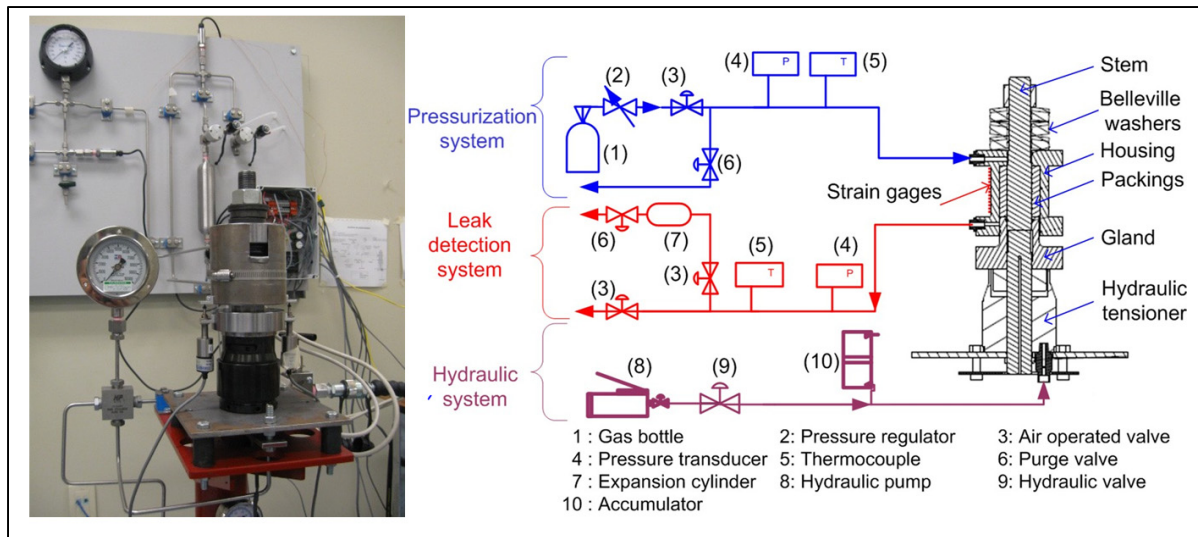 Pressurization
system
(1)
(2)
(3)
(4)
P
T
(5)
(6)
Leak
detection
system
(6)
(7)
(3)
(3)
(5)
T
(4)
P
Hydraulic
system
(8)
(9)
(10)
Stem
Belleville
washers
Housing
Packings
Strain gages
Gland
Hydraulic
tensioner
1 : Gas bottle 2: Pressure regulator 3: Air operated valve
4 : Pressure transducer 5: Thermocouple 6: Purge valve
7 : Expansion cylinder 8 : Hydraulic pump 9: Hydraulic valve
10 : Accumulator